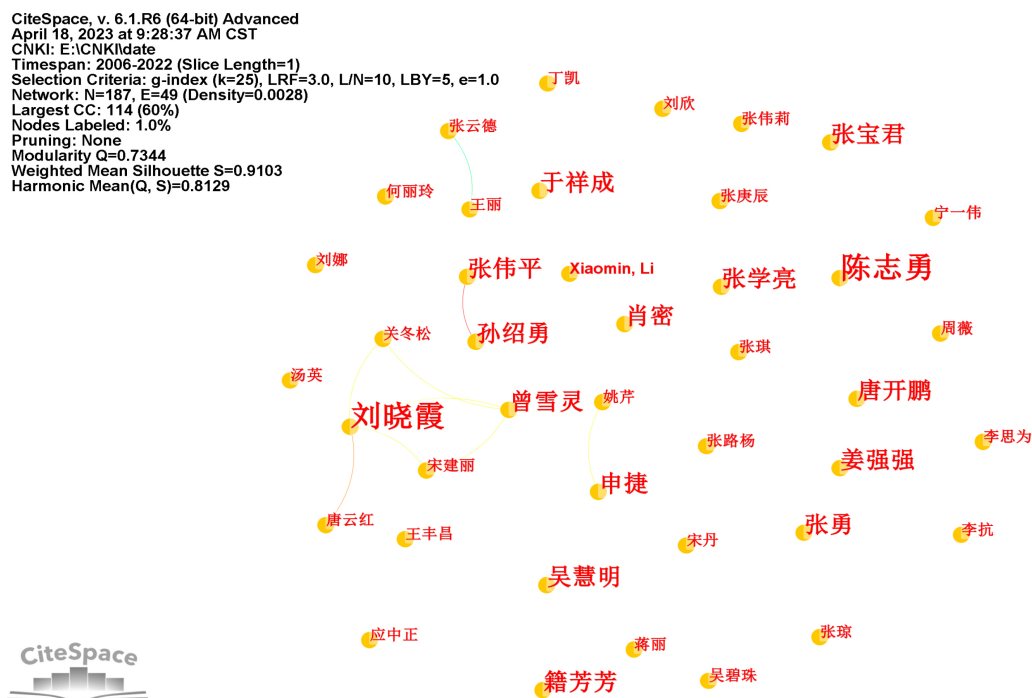 CiteSpace, v. 6.1.R6 (64-bit) Advanced
April 18, 2023 at 9:28:37 AM CST
CNKI: E:\CNKI\date
Timespan: 2006-2022 (Slice Length=1)
Selection Criteria: g-index (k=25), LRF=3.0, L/N=10, LBY=5, e=1.0
Network: N=187, E=49 (Density=0.0028)
Largest CC: 114 (60%)
Nodes Labeled: 1.0%
Pruning: None
Modularity Q=0.7344
Weighted Mean Silhouette S=0.9103
Harmonic Mean(Q, S)=0.8129
丁凯
刘欣
张伟莉
张云德
张宝君
于祥成
何丽玲
王丽
张庚辰
宁一伟
刘娜
张伟平
Xiaomin, Li
张学亮
陈志勇
肖密
关冬松
孙绍勇
周薇
张琪
汤英
曾雪灵
姚芹
唐开鹏
刘晓霞
张路杨
李思为
宋建丽
姜强强
申捷
唐云红
王丰昌
宋丹
张勇
李抗
吴慧明
应中正
蒋丽
张琼
籍芳芳
吴碧珠
CiteSpace